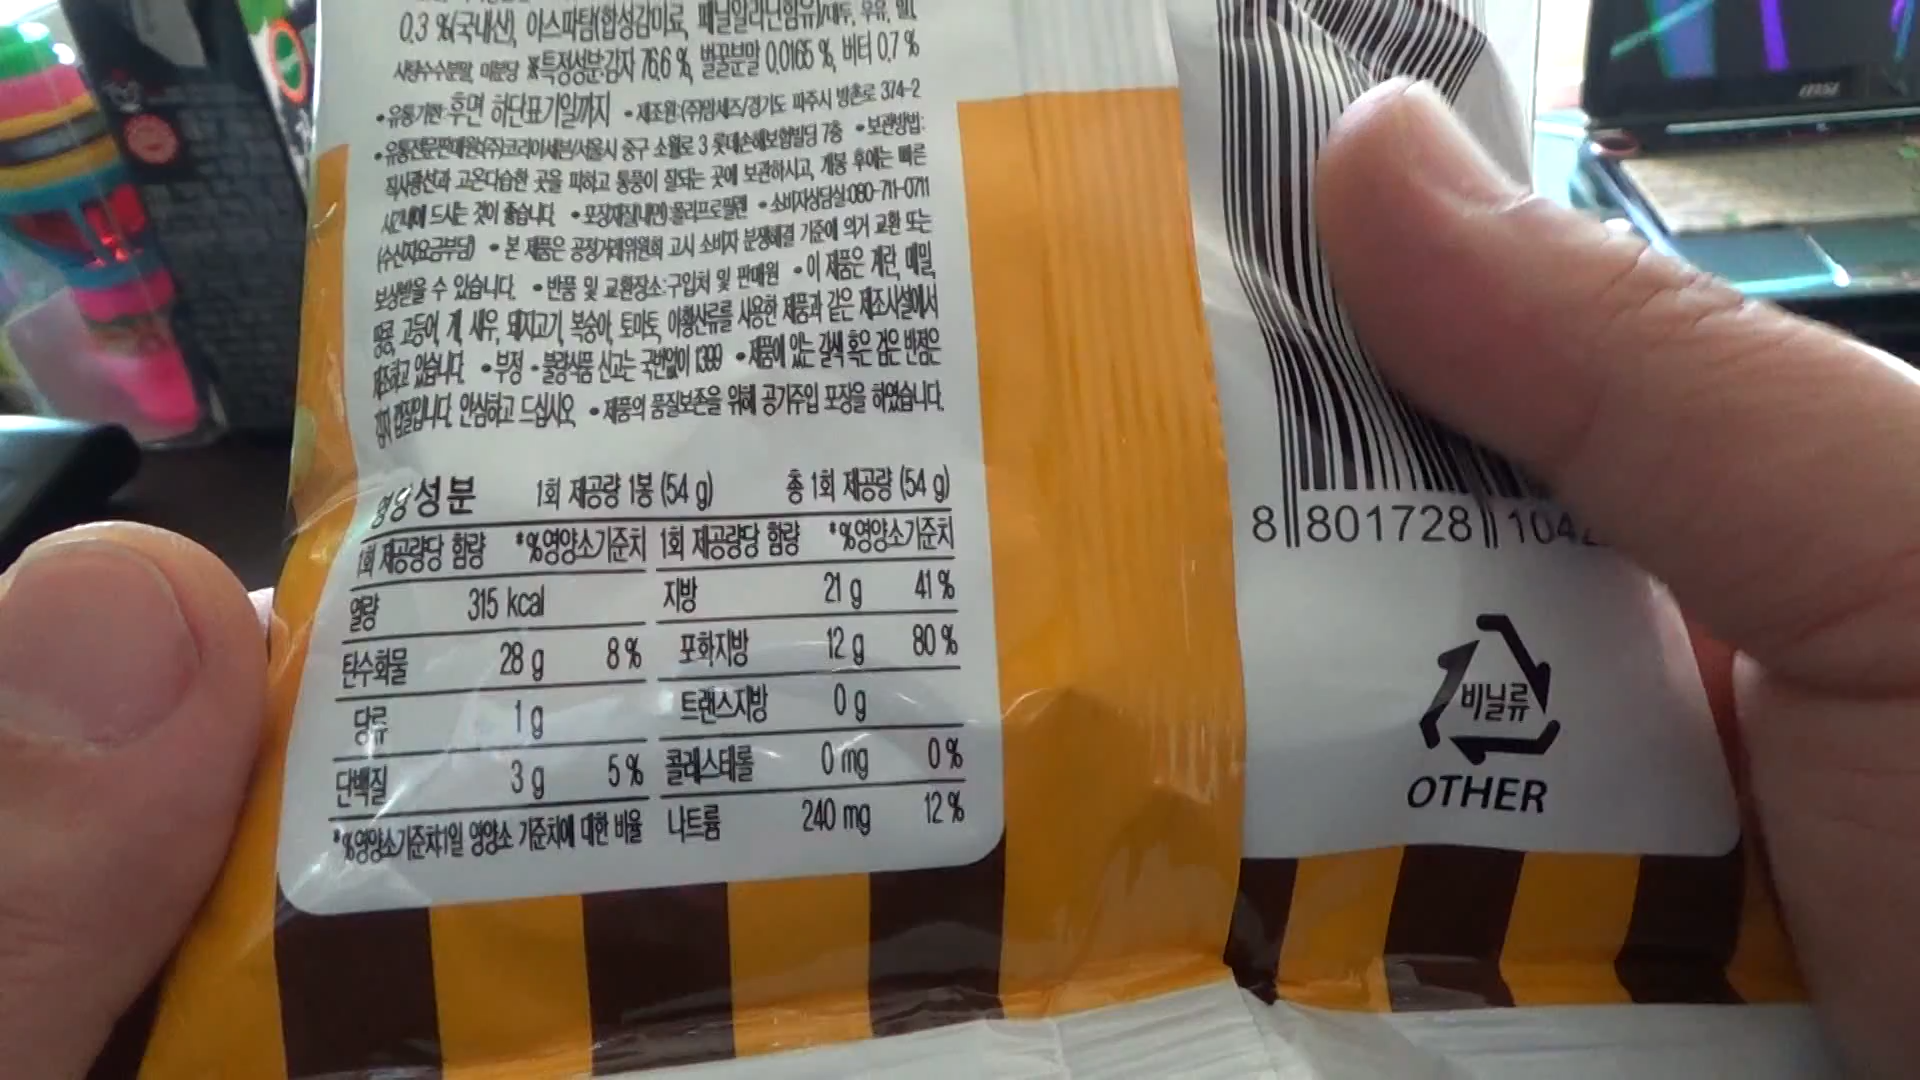 0.3 %(국내산), 아스파탐(합성감미료, 페닐알라닌함유)/대두, 우유, 밀,
사탕수수분말, 미분당 ※특정성분:감자 76.6 %, 벌꿀분말 0.0165 %, 버터 0.7 %
• 유통기한:후면 하단표기일까지 • 제조원:(주)맘세즈/경기도 파주시 방촌로 374-2
• 유통전문판매원:(주)코리아세븐/서울시 중구 소월로 3 롯데손해보험빌딩 7층 • 보관방법:
직사광선과 고온다습한 곳을 피하고 통풍이 잘되는 곳에 보관하시고, 개봉 후에는 빠른
시간내에 드시는 것이 좋습니다. • 포장재질(내면):폴리프로필렌 • 소비자상담실:080-711-0711
(수신자요금부담) • 본 제품은 공정거래위원회 고시 소비자 분쟁해결 기준에 의거 교환 또는
보상받을 수 있습니다. • 반품 및 교환장소:구입처 및 판매원 • 이 제품은 계란, 메밀,
땅콩, 고등어, 게, 새우, 돼지고기, 복숭아, 토마토, 아황산류를 사용한 제품과 같은 제조시설에서
제조하고 있습니다. • 부정·불량식품 신고는 국번없이 1399 • 제품에 있는 갈색 혹은 검은 반점은
감자 껍질입니다. 안심하고 드십시오. • 제품의 품질보존을 위해 공기주입 포장을 하였습니다.
영양성분 1회 제공량 1봉 (54 g) 총 1회 제공량 (54 g)
1회 제공량당 함량 *%영양소기준치 1회 제공량당 함량 *%영양소기준치
열량 315 kcal 지방 21 g 41 %
탄수화물 28 g 8 % 포화지방 12 g 80 %
당류 1 g 트랜스지방 0 g
단백질 3 g 5 % 콜레스테롤 0 mg 0 %
*%영양소기준치:1일 영양소 기준치에 대한 비율 나트륨 240 mg 12 %
8 801728 104
비닐류
OTHER
msi